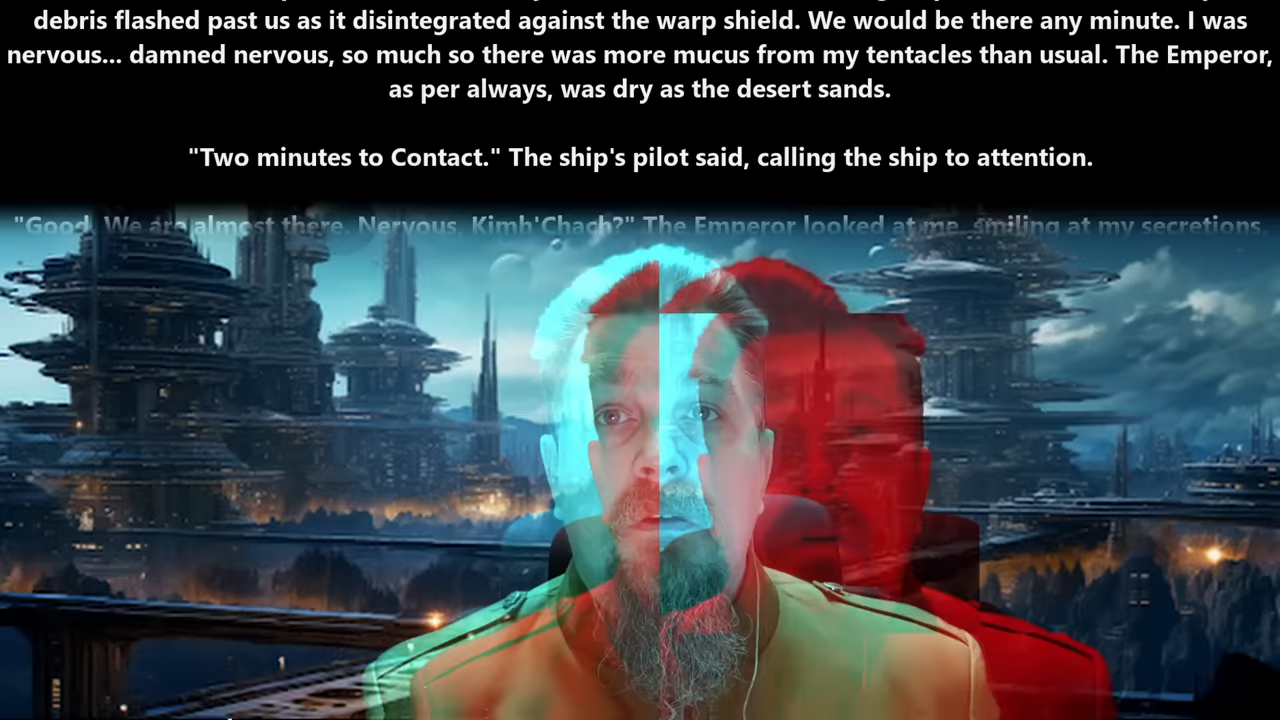 debris flashed past us as it disintegrated against the warp shield. We would be there any minute. I was
nervous... damned nervous, so much so there was more mucus from my tentacles than usual. The Emperor,
as per always, was dry as the desert sands.
"Two minutes to Contact." The ship's pilot said, calling the ship to attention.
"Good. We are almost there. Nervous, Kimh'Chach?" The Emperor looked at me, smiling at my secretions.